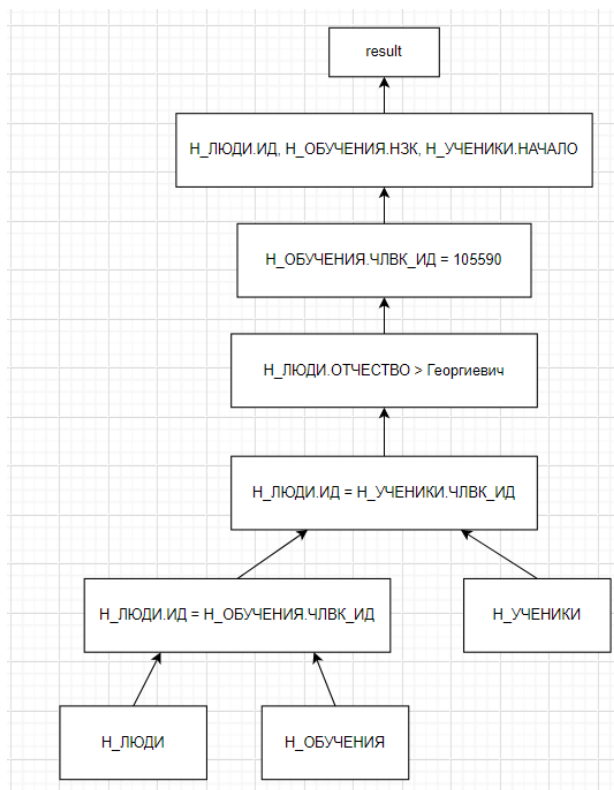 result
Н_ЛЮДИ.ИД, Н_ОБУЧЕНИЯ.НЗК, Н_УЧЕНИКИ.НАЧАЛО
Н_ОБУЧЕНИЯ.ЧЛВК_ИД = 105590
Н_ЛЮДИ.ОТЧЕСТВО > Георгиевич
Н_ЛЮДИ.ИД = Н_УЧЕНИКИ.ЧЛВК_ИД
Н_ЛЮДИ.ИД = Н_ОБУЧЕНИЯ.ЧЛВК_ИД
Н_УЧЕНИКИ
Н_ЛЮДИ
Н_ОБУЧЕНИЯ